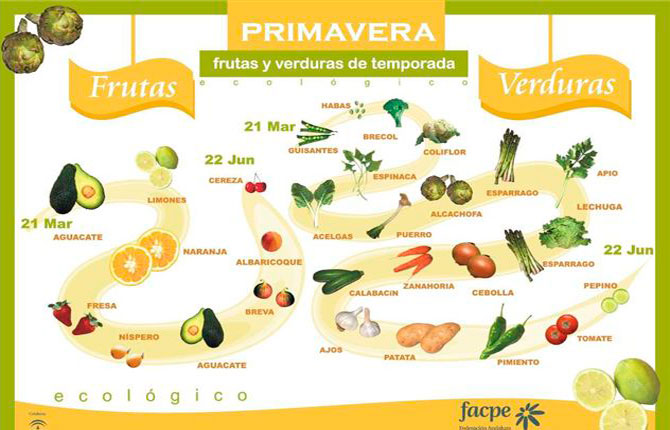 PRIMAVERA
frutas y verduras de temporada
ecológico
Frutas
Verduras
21 Mar
AGUACATE
LIMONES
NARANJA
FRESA
NÍSPERO
AGUACATE
BREVA
ALBARICOQUE
CEREZA
22 Jun
21 Mar
GUISANTES
HABAS
BRECOL
COLIFLOR
ESPINACA
ACELGAS
PUERRO
ALCACHOFA
ESPARRAGO
APIO
LECHUGA
ESPARRAGO
CEBOLLA
ZANAHORIA
CALABACIN
AJOS
PATATA
PIMIENTO
TOMATE
PEPINO
22 Jun
ecológico
facpe
Federación Andaluza